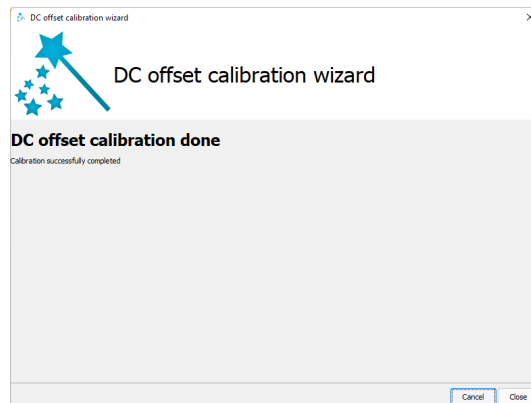 DC offset calibration wizard
DC offset calibration wizard
DC offset calibration done
Calibration successfully completed
Cancel Close